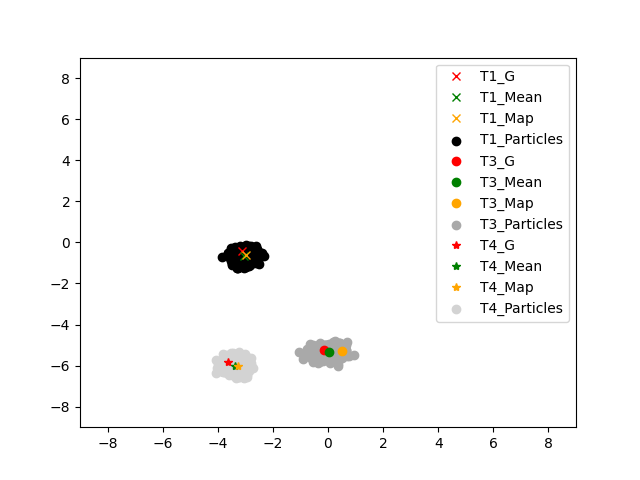 8
6
4
2
0
−2
−4
−6
−8
−8 −6 −4 −2 0 2 4 6 8
T1_G
T1_Mean
T1_Map
T1_Particles
T3_G
T3_Mean
T3_Map
T3_Particles
T4_G
T4_Mean
T4_Map
T4_Particles